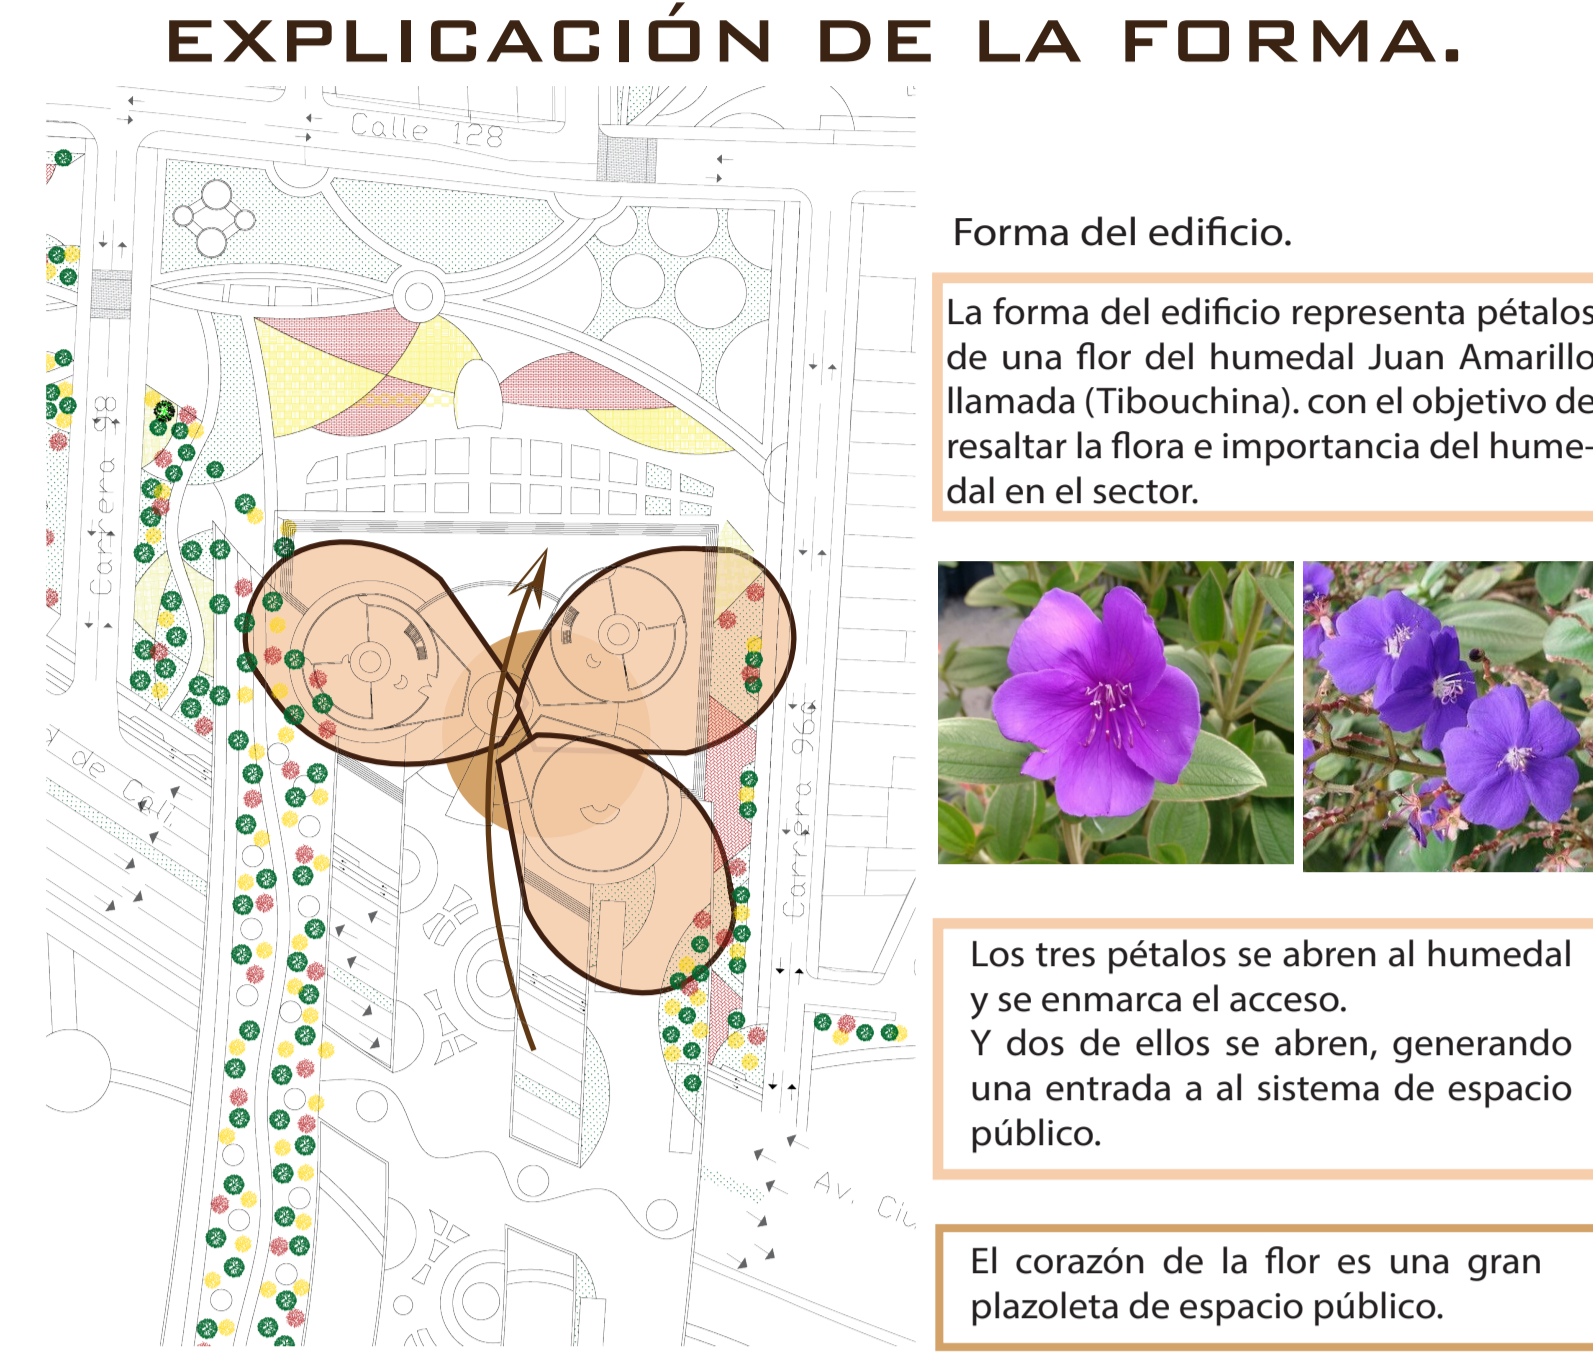 EXPLICACIÓN DE LA FORMA.
Calle 128
Carrera 98
Carrera 96
d de Cali
Av. Ciu
Forma del edificio.
La forma del edificio representa pétalos
de una flor del humedal Juan Amarillo
llamada (Tibouchina). con el objetivo de
resaltar la flora e importancia del hume-
dal en el sector.
Los tres pétalos se abren al humedal
y se enmarca el acceso.
Y dos de ellos se abren, generando
una entrada a al sistema de espacio
público.
El corazón de la flor es una gran
plazoleta de espacio público.